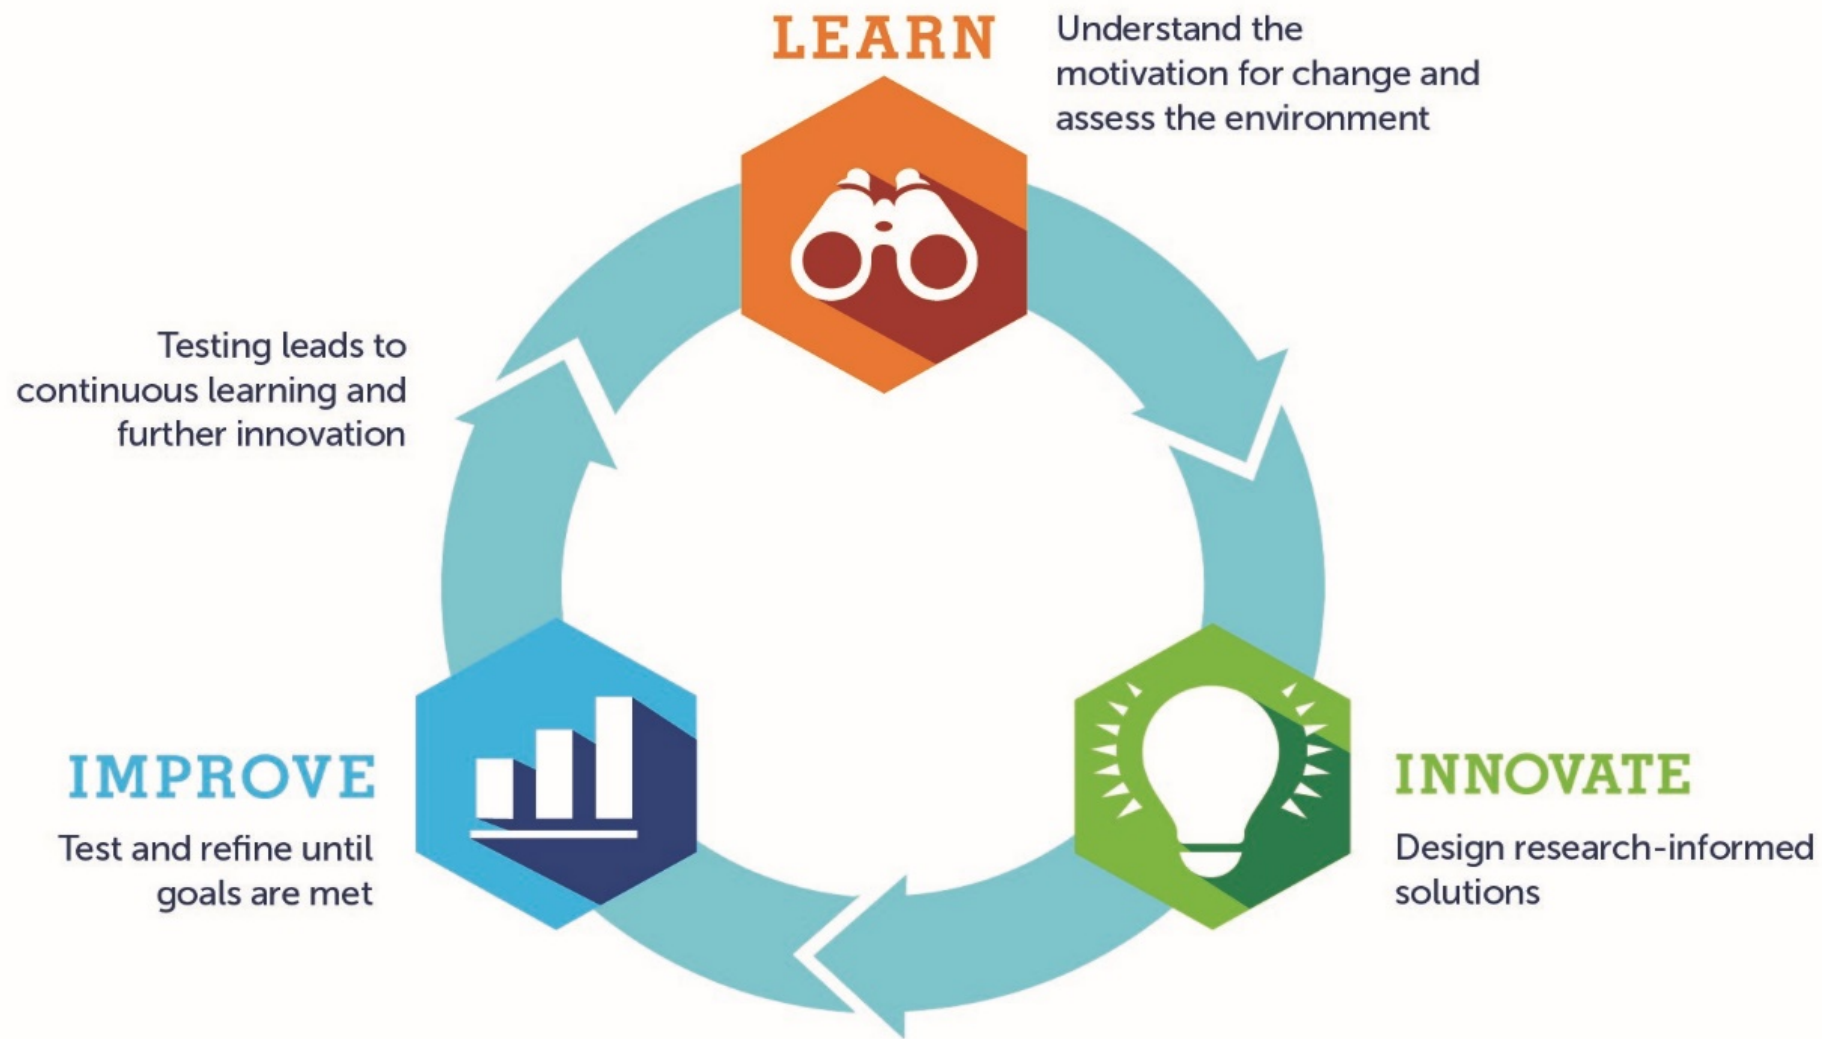 LEARN
Understand the
motivation for change and
assess the environment
Testing leads to
continuous learning and
further innovation
IMPROVE
Test and refine until
goals are met
INNOVATE
Design research-informed
solutions